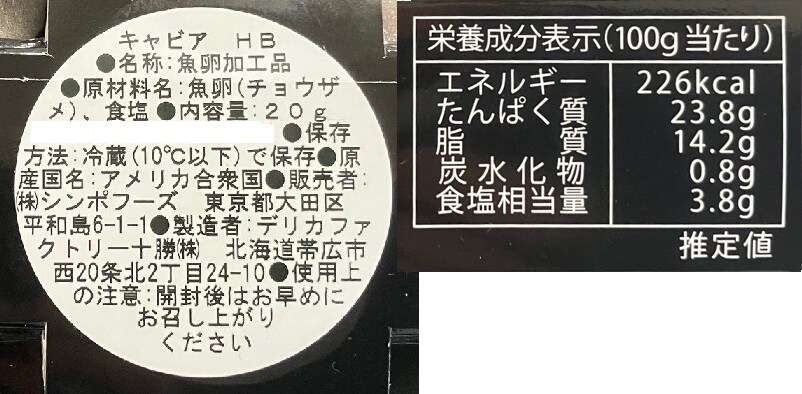 キャビア HB
●名称:魚卵加工品
●原材料名:魚卵(チョウザ
メ)、食塩●内容量:20g
●保存
方法:冷蔵(10℃以下)で保存●原
産国名:アメリカ合衆国●販売者:
㈱シンポフーズ 東京都大田区
平和島6-1-1●製造者:デリカファ
クトリー十勝㈱ 北海道帯広市
西20条北2丁目24-10●使用上
の注意:開封後はお早めに
お召し上がり
ください
栄養成分表示(100g当たり)
エネルギー 226kcal
たんぱく質 23.8g
脂質 14.2g
炭水化物 0.8g
食塩相当量 3.8g
推定値